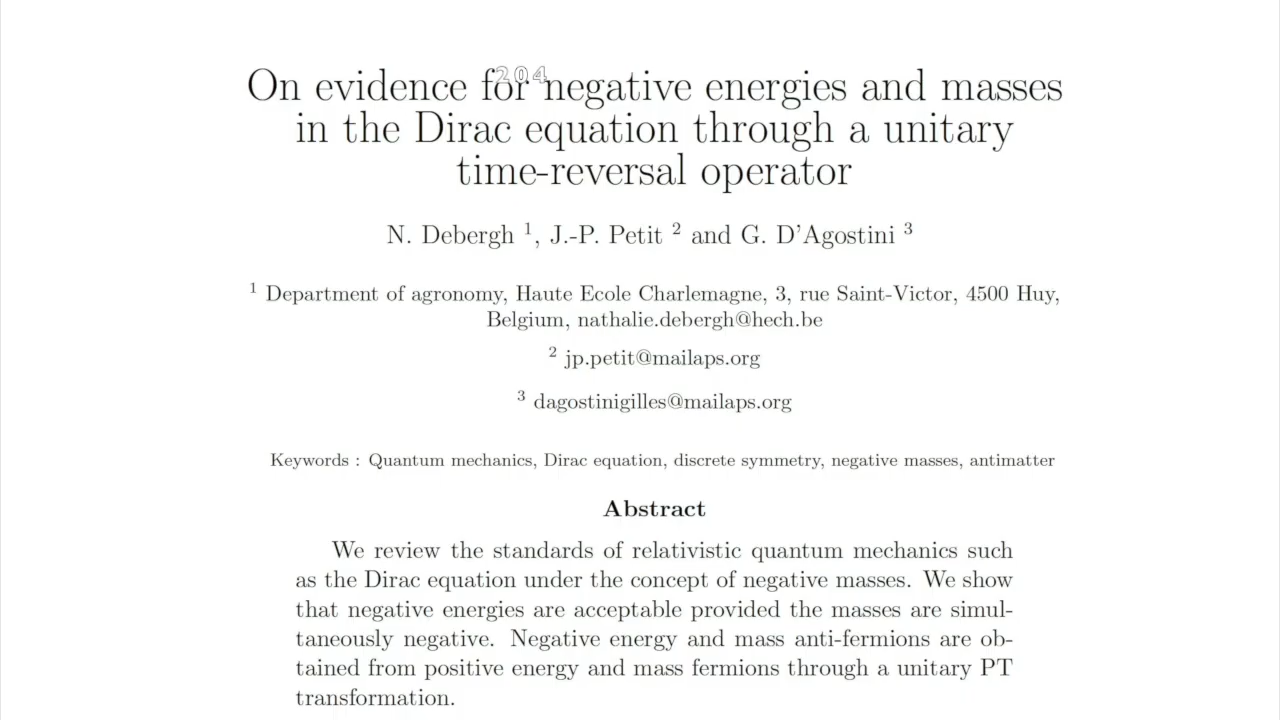 204
On evidence for negative energies and masses
in the Dirac equation through a unitary
time-reversal operator
N. Debergh 1, J.-P. Petit 2 and G. D'Agostini 3
1 Department of agronomy, Haute Ecole Charlemagne, 3, rue Saint-Victor, 4500 Huy,
Belgium, nathalie.debergh@hech.be
2 jp.petit@mailaps.org
3 dagostinigilles@mailaps.org
Keywords : Quantum mechanics, Dirac equation, discrete symmetry, negative masses, antimatter
Abstract
We review the standards of relativistic quantum mechanics such
as the Dirac equation under the concept of negative masses. We show
that negative energies are acceptable provided the masses are simul-
taneously negative. Negative energy and mass anti-fermions are ob-
tained from positive energy and mass fermions through a unitary PT
transformation.